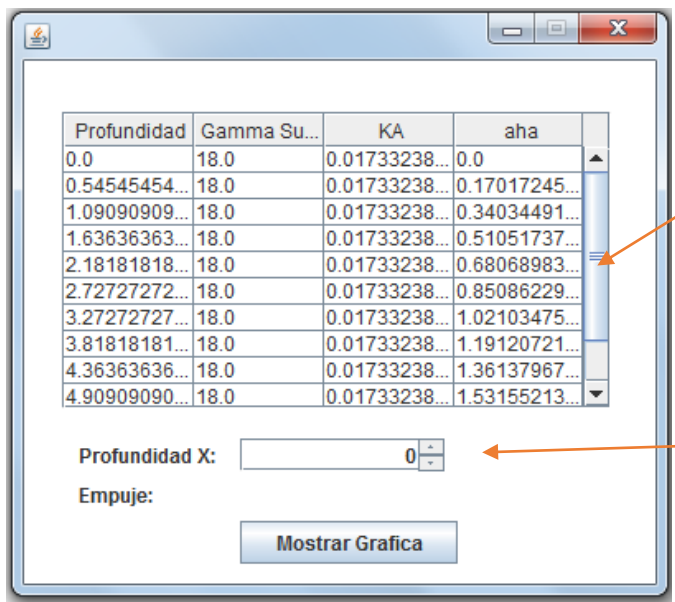 Profundidad Gamma Su... KA aha
0.0 18.0 0.01733238... 0.0
0.54545454... 18.0 0.01733238... 0.17017245...
1.09090909... 18.0 0.01733238... 0.34034491...
1.63636363... 18.0 0.01733238... 0.51051737...
2.18181818... 18.0 0.01733238... 0.68068983...
2.72727272... 18.0 0.01733238... 0.85086229...
3.27272727... 18.0 0.01733238... 1.02103475...
3.81818181... 18.0 0.01733238... 1.19120721...
4.36363636... 18.0 0.01733238... 1.36137967...
4.90909090... 18.0 0.01733238... 1.53155213...
Profundidad X: 0
Empuje:
Mostrar Grafica